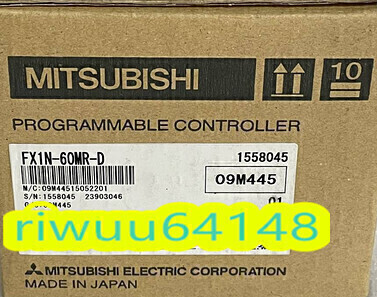 MITSUBISHI
10
PROGRAMMABLE CONTROLLER
FX1N-60MR-D 1558045
M/C:09M44515052201
09M445
S/N:1558045 23903046
01
riwuu64148
MITSUBISHI ELECTRIC CORPORATION
MADE IN JAPAN